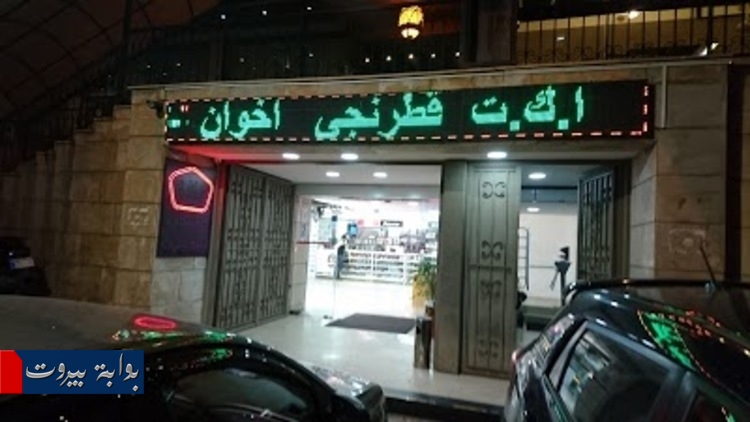 ا.ك.ت قطرنجي اخوان
بوابة بيروت